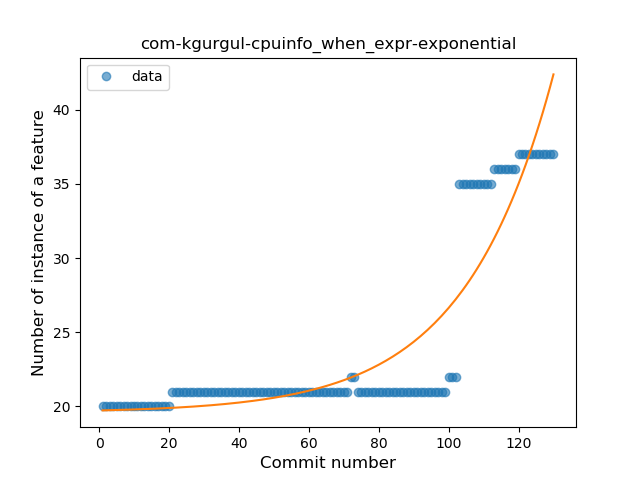 com-kgurgul-cpuinfo_when_expr-exponential
data
Number of instance of a feature
40
35
30
25
20
0 20 40 60 80 100 120
Commit number